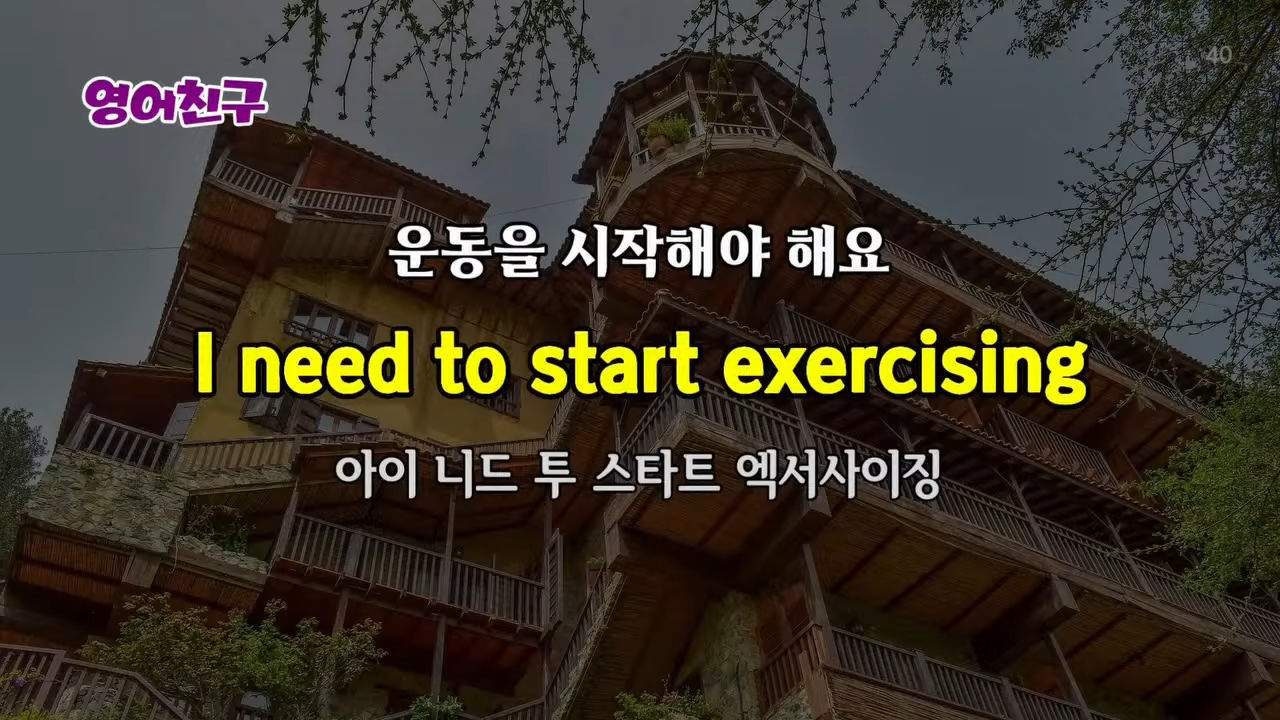 영어친구
40
운동을 시작해야 해요
I need to start exercising
아이 니드 투 스타트 엑서사이징